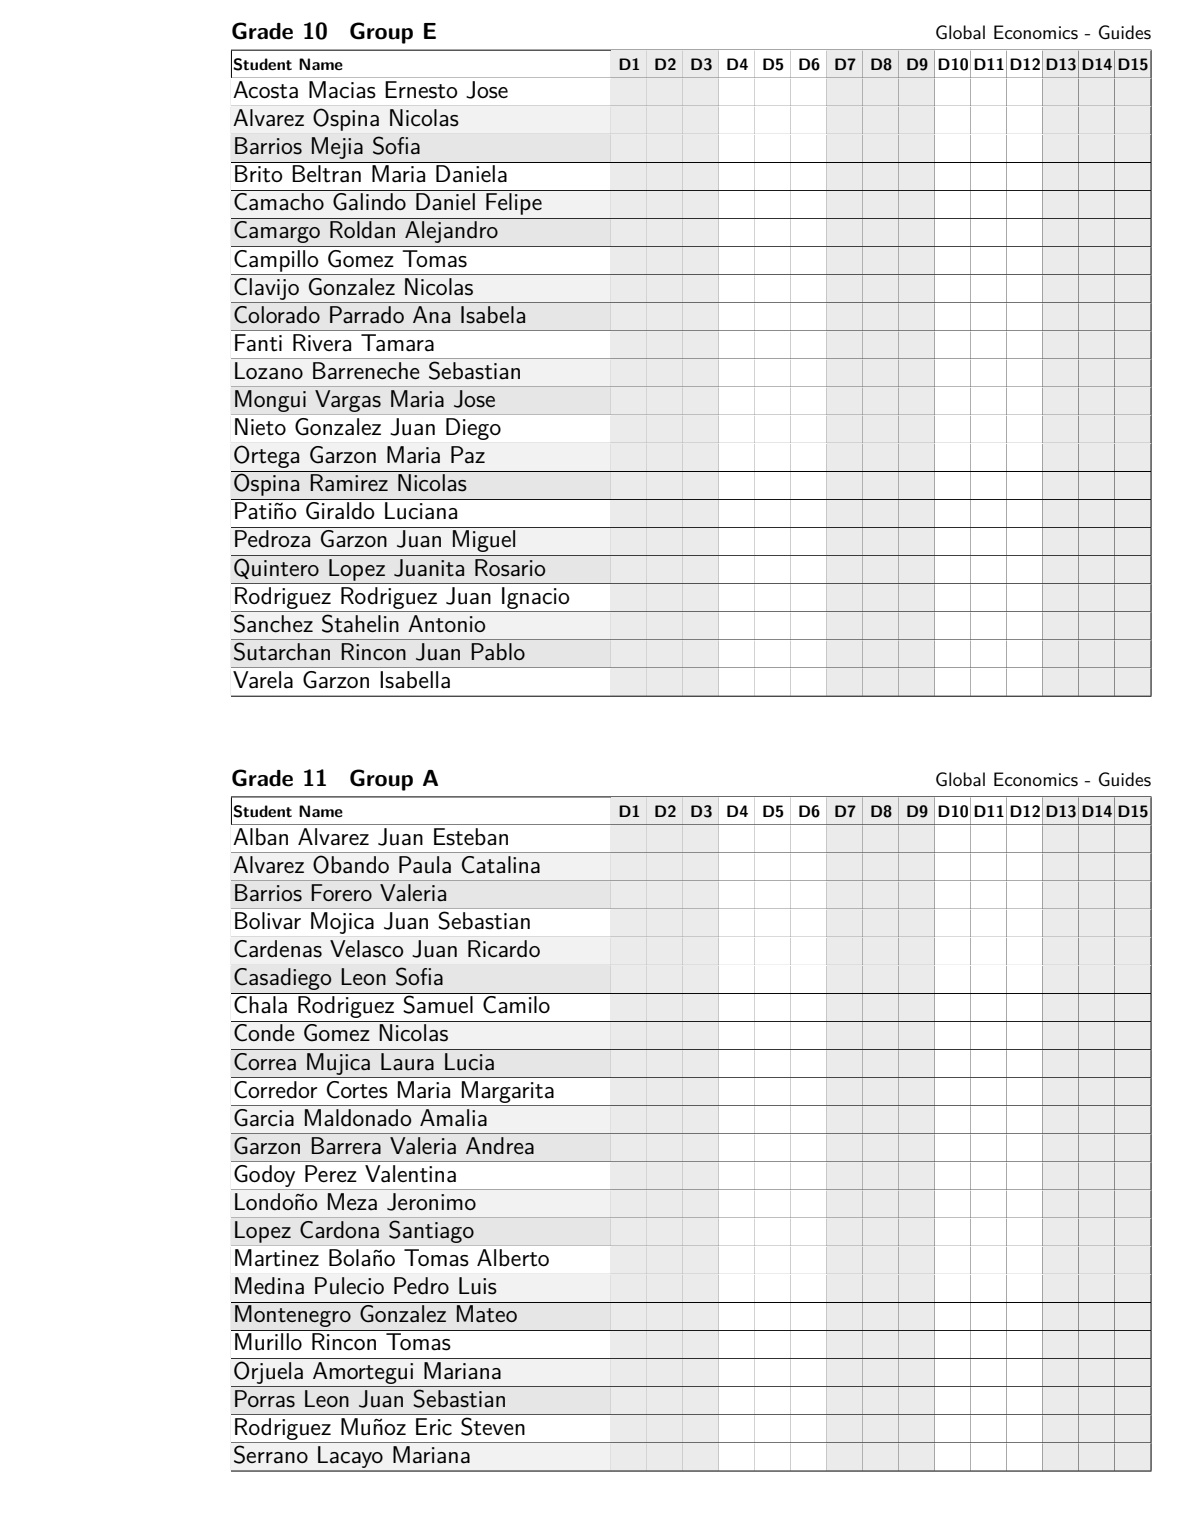 Grade 10 Group E Global Economics - Guides
Student Name D1 D2 D3 D4 D5 D6 D7 D8 D9 D10 D11 D12 D13 D14 D15
Acosta Macias Ernesto Jose
Alvarez Ospina Nicolas
Barrios Mejia Sofia
Brito Beltran Maria Daniela
Camacho Galindo Daniel Felipe
Camargo Roldan Alejandro
Campillo Gomez Tomas
Clavijo Gonzalez Nicolas
Colorado Parrado Ana Isabela
Fanti Rivera Tamara
Lozano Barreneche Sebastian
Mongui Vargas Maria Jose
Nieto Gonzalez Juan Diego
Ortega Garzon Maria Paz
Ospina Ramirez Nicolas
Patiño Giraldo Luciana
Pedroza Garzon Juan Miguel
Quintero Lopez Juanita Rosario
Rodriguez Rodriguez Juan Ignacio
Sanchez Stahelin Antonio
Sutarchan Rincon Juan Pablo
Varela Garzon Isabella
Grade 11 Group A Global Economics - Guides
Student Name D1 D2 D3 D4 D5 D6 D7 D8 D9 D10 D11 D12 D13 D14 D15
Alban Alvarez Juan Esteban
Alvarez Obando Paula Catalina
Barrios Forero Valeria
Bolivar Mojica Juan Sebastian
Cardenas Velasco Juan Ricardo
Casadiego Leon Sofia
Chala Rodriguez Samuel Camilo
Conde Gomez Nicolas
Correa Mujica Laura Lucia
Corredor Cortes Maria Margarita
Garcia Maldonado Amalia
Garzon Barrera Valeria Andrea
Godoy Perez Valentina
Londoño Meza Jeronimo
Lopez Cardona Santiago
Martinez Bolaño Tomas Alberto
Medina Pulecio Pedro Luis
Montenegro Gonzalez Mateo
Murillo Rincon Tomas
Orjuela Amortegui Mariana
Porras Leon Juan Sebastian
Rodriguez Muñoz Eric Steven
Serrano Lacayo Mariana